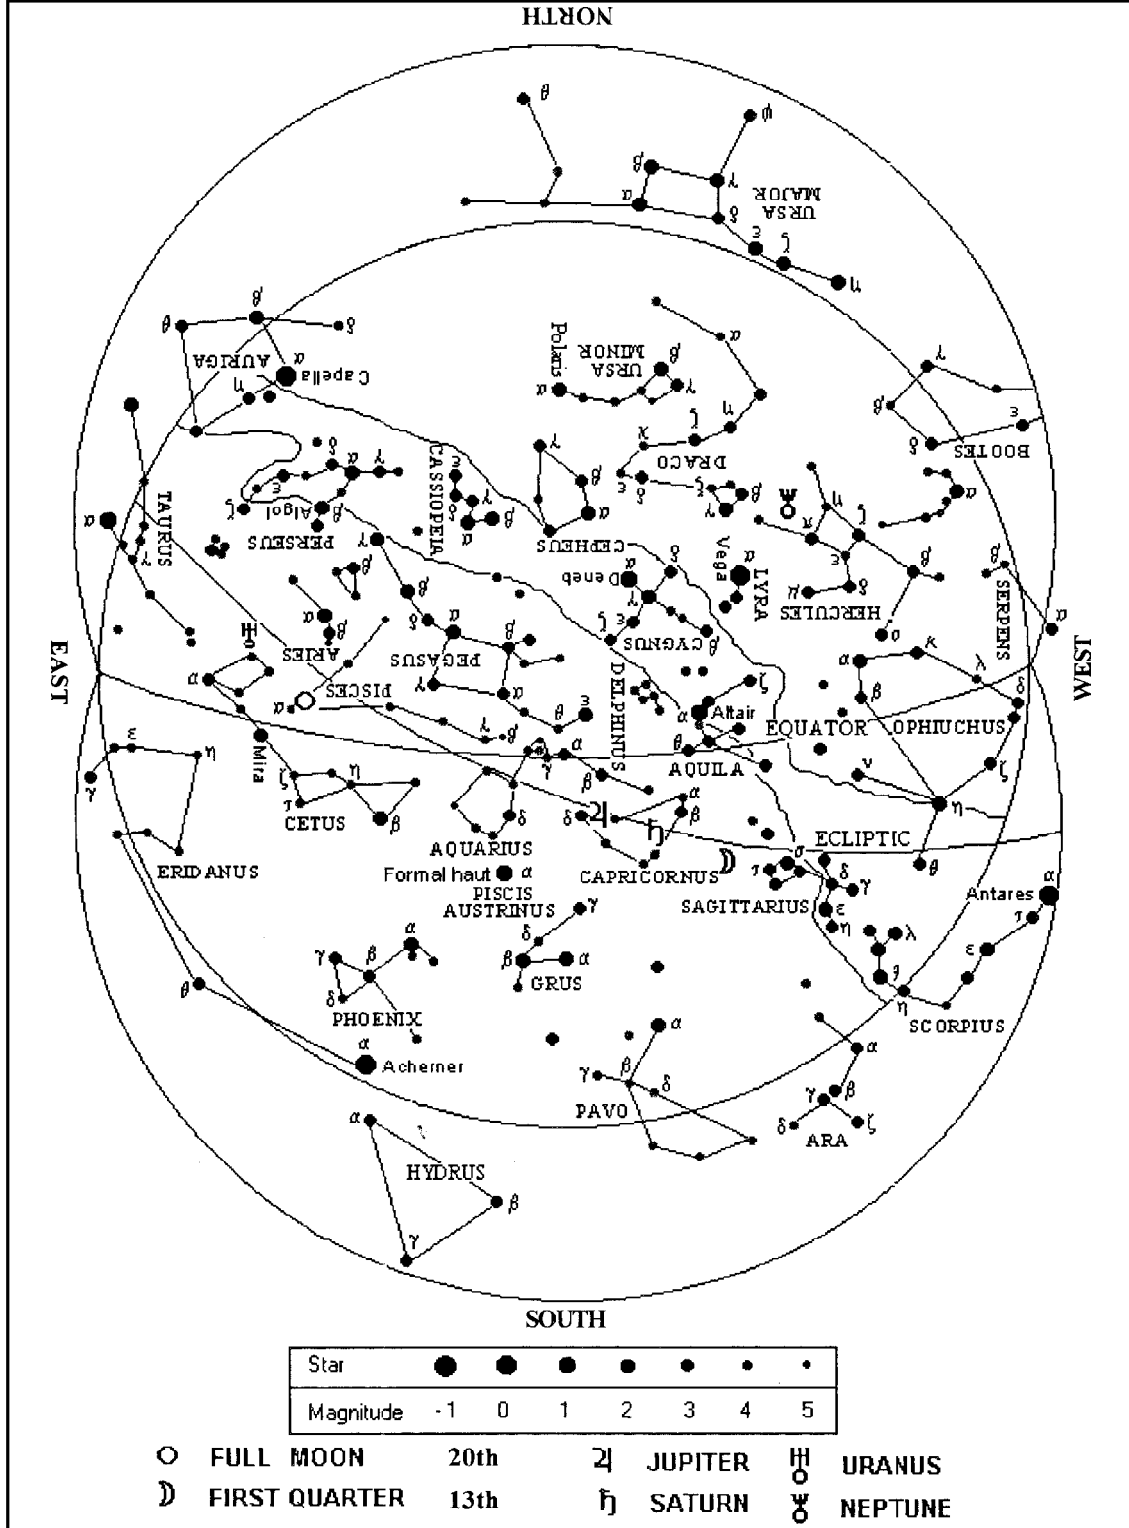 NORTH
θ
ψ
β
γ
α
δ
URSA
MAJOR
ε
ζ
η
θ
β
δ
AURIGA
α
Capella
η
Polaris
α
URSA
MINOR
β
γ
α
η
ζ
χ
DRACO
γ
β
δ
ε
BOOTES
δ
α
γ
ε
ζ
Algol
β
PERSEUS
CASSIOPEIA
ε
γ
β
α
γ
β
α
CEPHEUS
ε
δ
β
γ
η
ζ
π
ε
δ
μ
HERCULES
β
α
α
TAURUS
γ
γ
β
β
α
Deneb
δ
γ
ε
ζ
CYGNUS
β
α
Vega
LYRA
β
SERPENS
α
EAST
α
β
ARIES
δ
α
β
PEGASUS
γ
α
DELPHINUS
ο
κ
α
λ
β
δ
WEST
α
α
PISCES
γ
β
θ
ε
ζ
α
Altair
θ
AQUILA
EQUATOR
OPHIUCHUS
ν
ζ
η
θ
ε
γ
η
ERIDANUS
Mira
ζ
η
τ
CETUS
β
γ
α
β
δ
AQUARIUS
δ
α
β
CAPRICORNUS
ECLIPTIC
σ
τ
δ
γ
SAGITTARIUS
ε
η
Formal haut
α
PISCIS
AUSTRINUS
γ
δ
β
α
GRUS
Antares
α
τ
ε
λ
θ
η
SCORPIUS
α
γ
β
δ
PHOENIX
θ
α
Acherner
α
γ
β
δ
PAVO
α
β
γ
δ
ζ
ARA
α
HYDRUS
β
γ
SOUTH
Star
Magnitude -1 0 1 2 3 4 5
FULL MOON 20th JUPITER URANUS
FIRST QUARTER 13th SATURN NEPTUNE